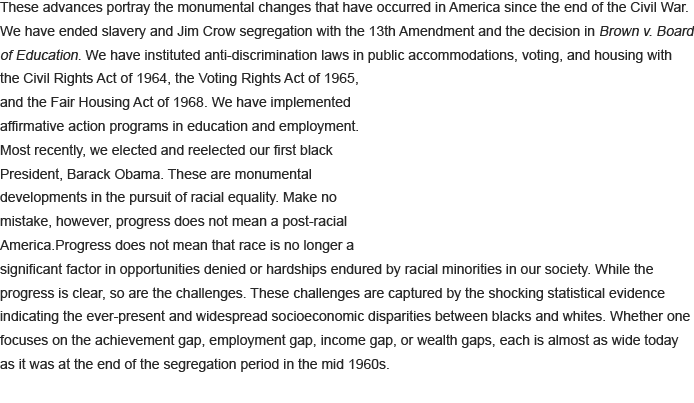 These advances portray the monumental changes that have occurred in America since the end of the Civil War.
We have ended slavery and Jim Crow segregation with the 13th Amendment and the decision in Brown v. Board
of Education. We have instituted anti-discrimination laws in public accommodations, voting, and housing with
the Civil Rights Act of 1964, the Voting Rights Act of 1965,
and the Fair Housing Act of 1968. We have implemented
affirmative action programs in education and employment.
Most recently, we elected and reelected our first black
President, Barack Obama. These are monumental
developments in the pursuit of racial equality. Make no
mistake, however, progress does not mean a post-racial
America.Progress does not mean that race is no longer a
significant factor in opportunities denied or hardships endured by racial minorities in our society. While the
progress is clear, so are the challenges. These challenges are captured by the shocking statistical evidence
indicating the ever-present and widespread socioeconomic disparities between blacks and whites. Whether one
focuses on the achievement gap, employment gap, income gap, or wealth gaps, each is almost as wide today
as it was at the end of the segregation period in the mid 1960s.